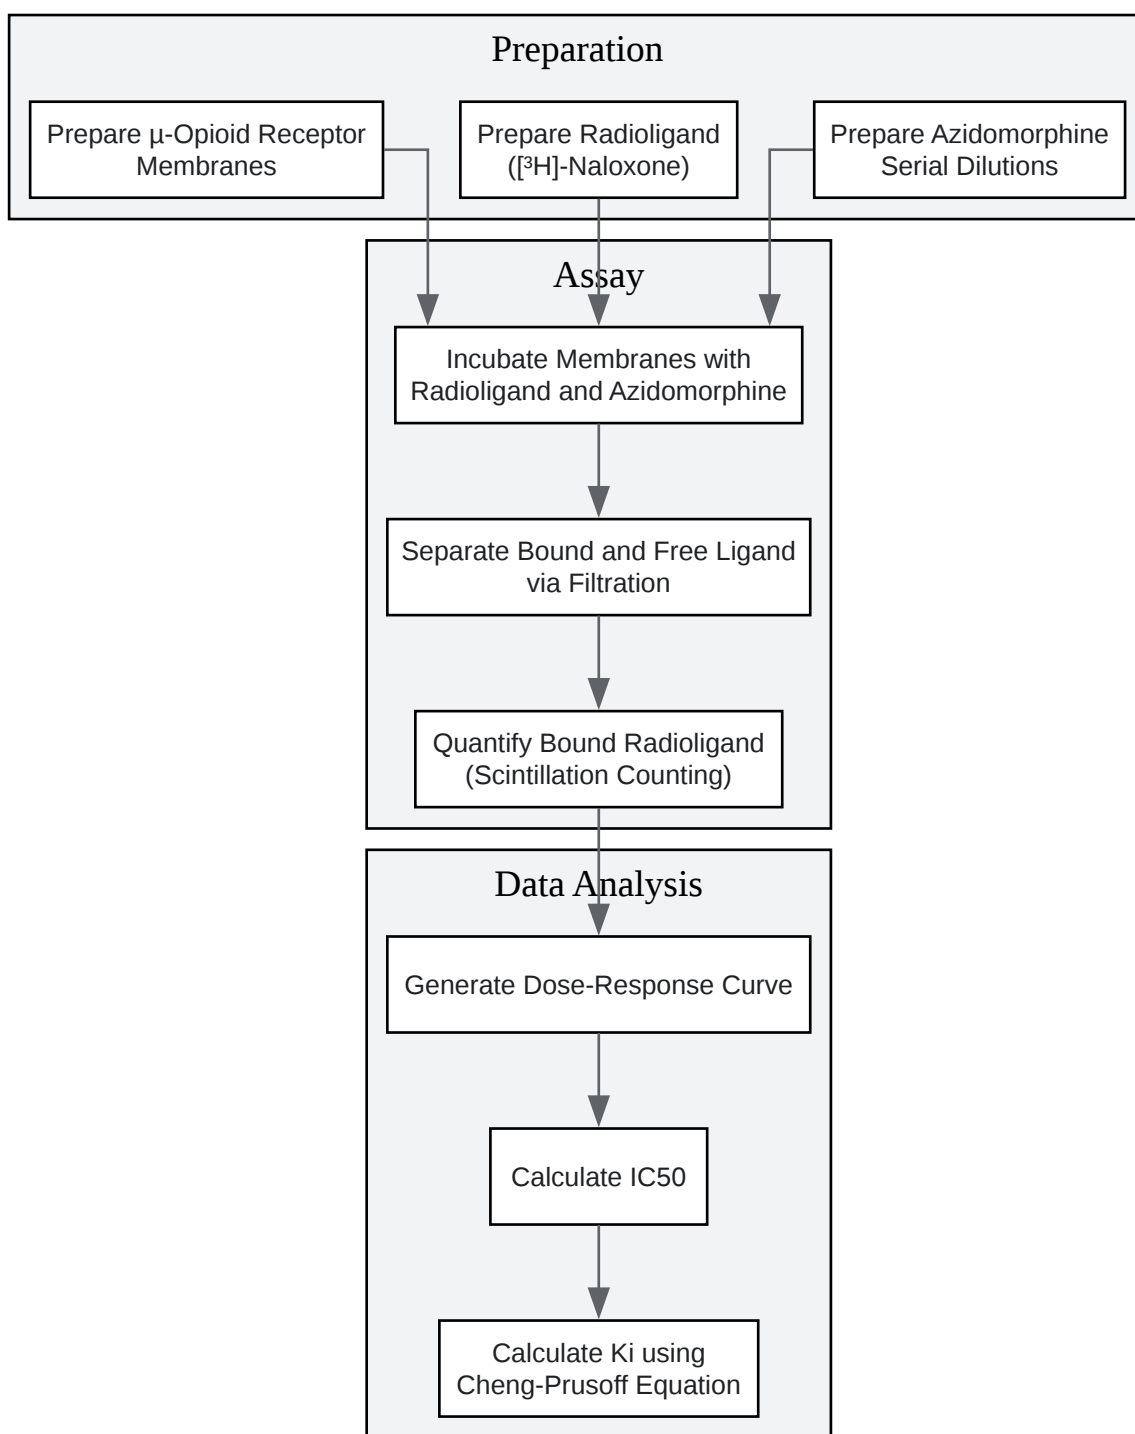 Preparation
Prepare µ-Opioid Receptor
Membranes
Prepare Radioligand
([³H]-Naloxone)
Prepare Azidomorphine
Serial Dilutions
Assay
Incubate Membranes with
Radioligand and Azidomorphine
Separate Bound and Free Ligand
via Filtration
Quantify Bound Radioligand
(Scintillation Counting)
Data Analysis
Generate Dose-Response Curve
Calculate IC50
Calculate Ki using
Cheng-Prusoff Equation